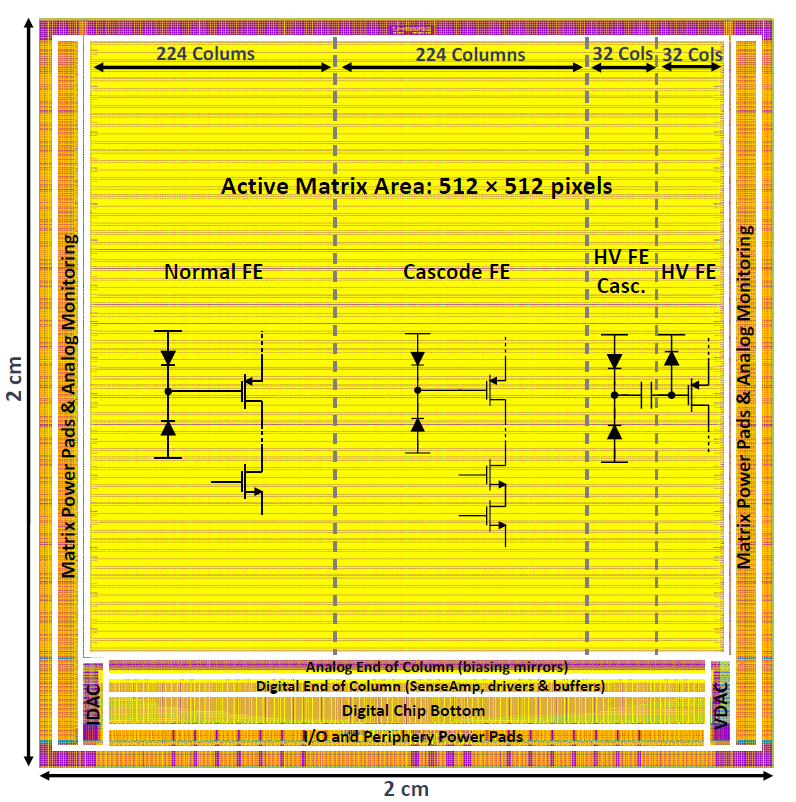 224 Colums
224 Columns
32 Cols
32 Cols
Active Matrix Area: 512 × 512 pixels
Normal FE
Cascode FE
HV FE
Casc.
HV FE
Matrix Power Pads & Analog Monitoring
Matrix Power Pads & Analog Monitoring
2 cm
Analog End of Column (biasing mirrors)
Digital End of Column (SenseAmp, drivers & buffers)
Digital Chip Bottom
I/O and Periphery Power Pads
IDAC
VDAC
2 cm